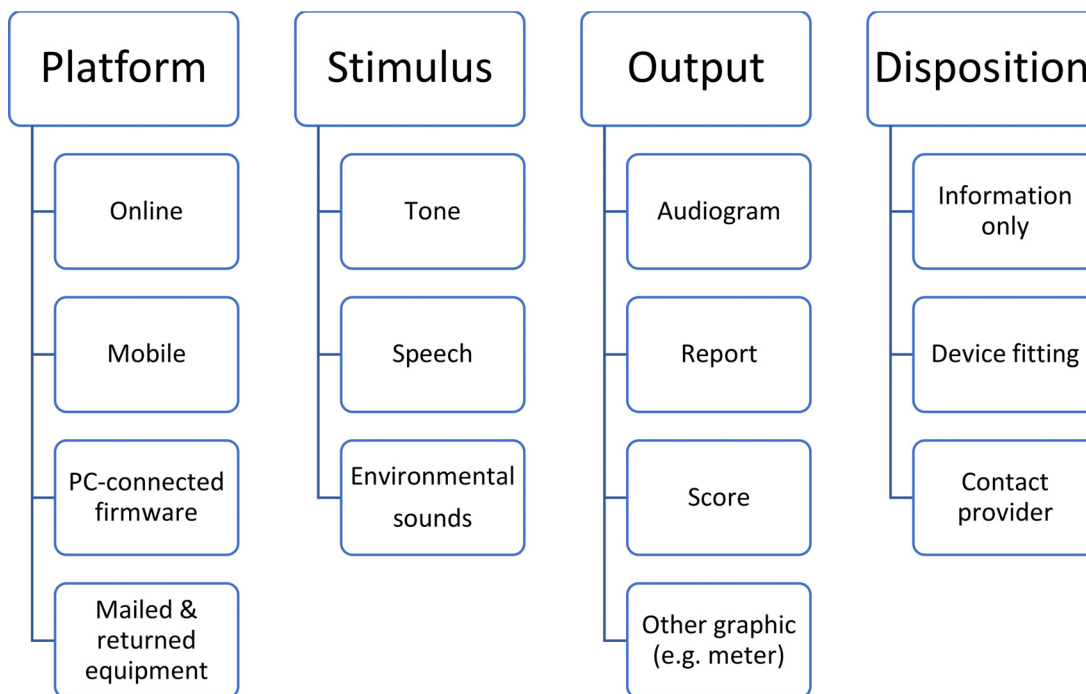 Platform
Online
Mobile
PC-connected
firmware
Mailed &
returned
equipment
Stimulus
Tone
Speech
Environmental
sounds
Output
Audiogram
Report
Score
Other graphic
(e.g. meter)
Disposition
Information
only
Device fitting
Contact
provider